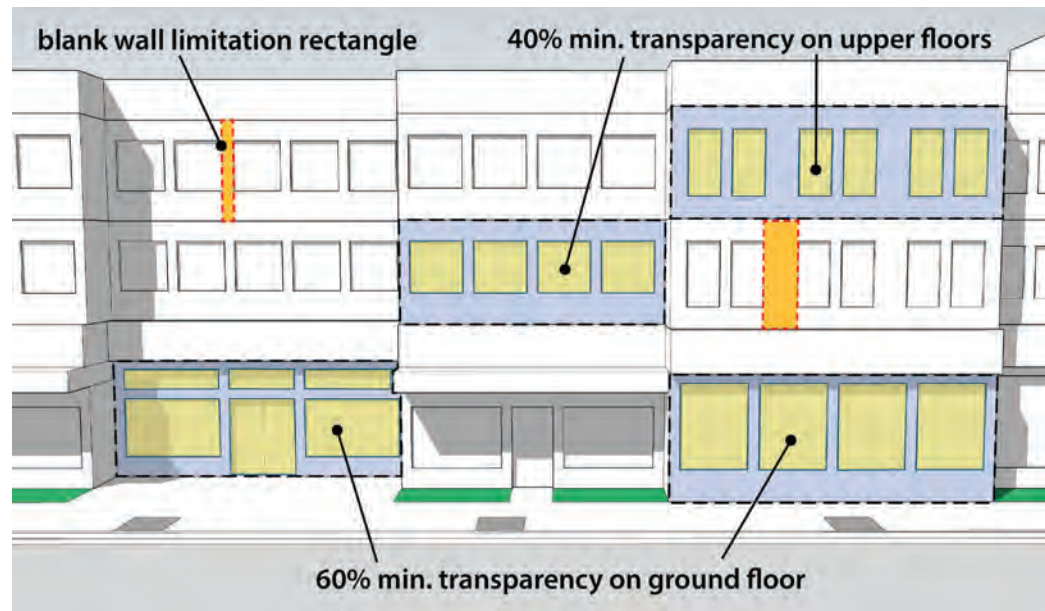 blank wall limitation rectangle
40% min. transparency on upper floors
60% min. transparency on ground floor